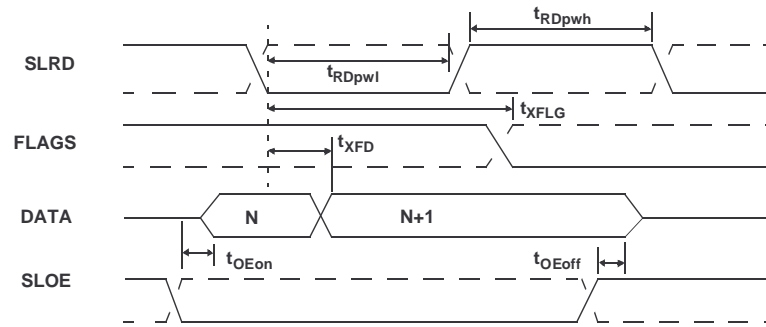 tRDpwh
SLRD
tRDpwl
tXFLG
FLAGS
tXFD
DATA
N
N+1
tOEon
tOEoff
SLOE